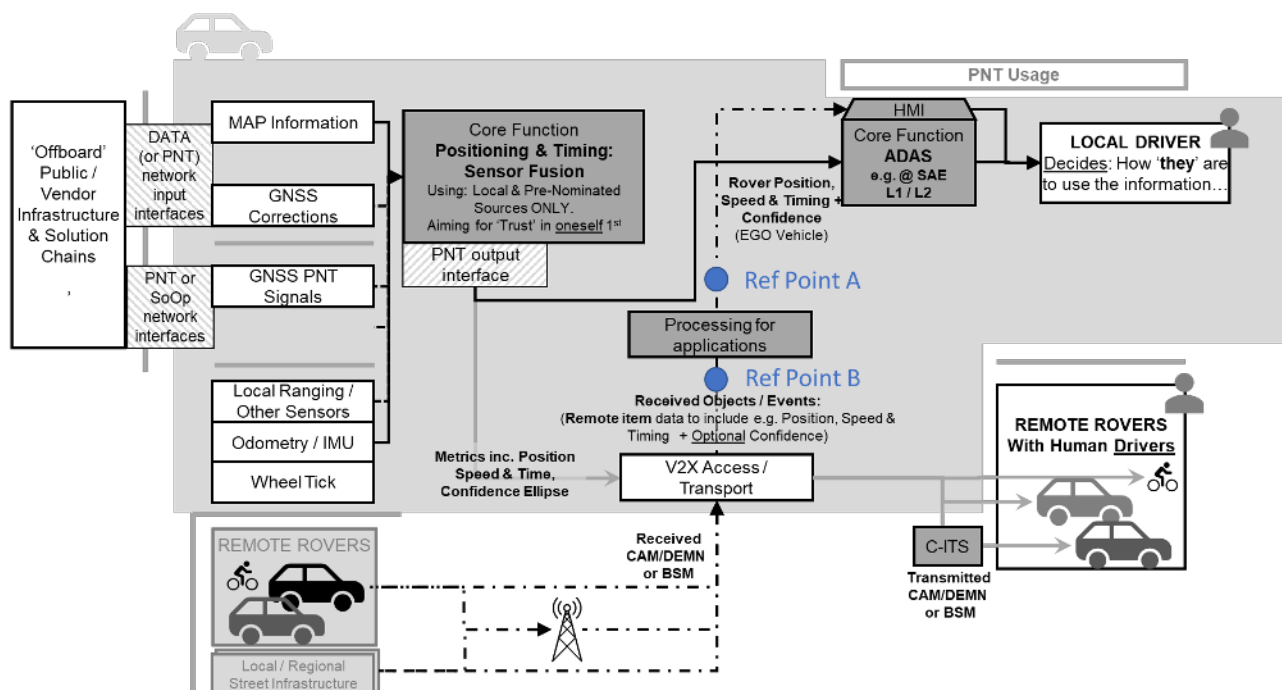 PNT Usage
'Offboard'
Public /
Vendor
Infrastructure
& Solution
Chains
,
DATA
(or PNT)
network
input
interfaces
PNT or
SoOp
network
interfaces
MAP Information
GNSS
Corrections
GNSS PNT
Signals
Local Ranging /
Other Sensors
Odometry / IMU
Wheel Tick
Core Function
Positioning & Timing:
Sensor Fusion
Using: Local & Pre-Nominated
Sources ONLY.
Aiming for 'Trust' in oneself 1st
PNT output
interface
HMI
Core Function
ADAS
e.g. @ SAE
L1 / L2
LOCAL DRIVER
Decides: How 'they' are
to use the information…
Rover Position,
Speed & Timing +
Confidence
(EGO Vehicle)
Ref Point A
Processing for
applications
Ref Point B
Received Objects / Events:
(Remote item data to include e.g. Position, Speed &
Timing + Optional Confidence)
Metrics inc. Position
Speed & Time,
Confidence Ellipse
V2X Access /
Transport
REMOTE ROVERS
With Human Drivers
C-ITS
Transmitted
CAM/DEMN
or BSM
Received
CAM/DEMN
or BSM
REMOTE ROVERS
Local / Regional
Street Infrastructure